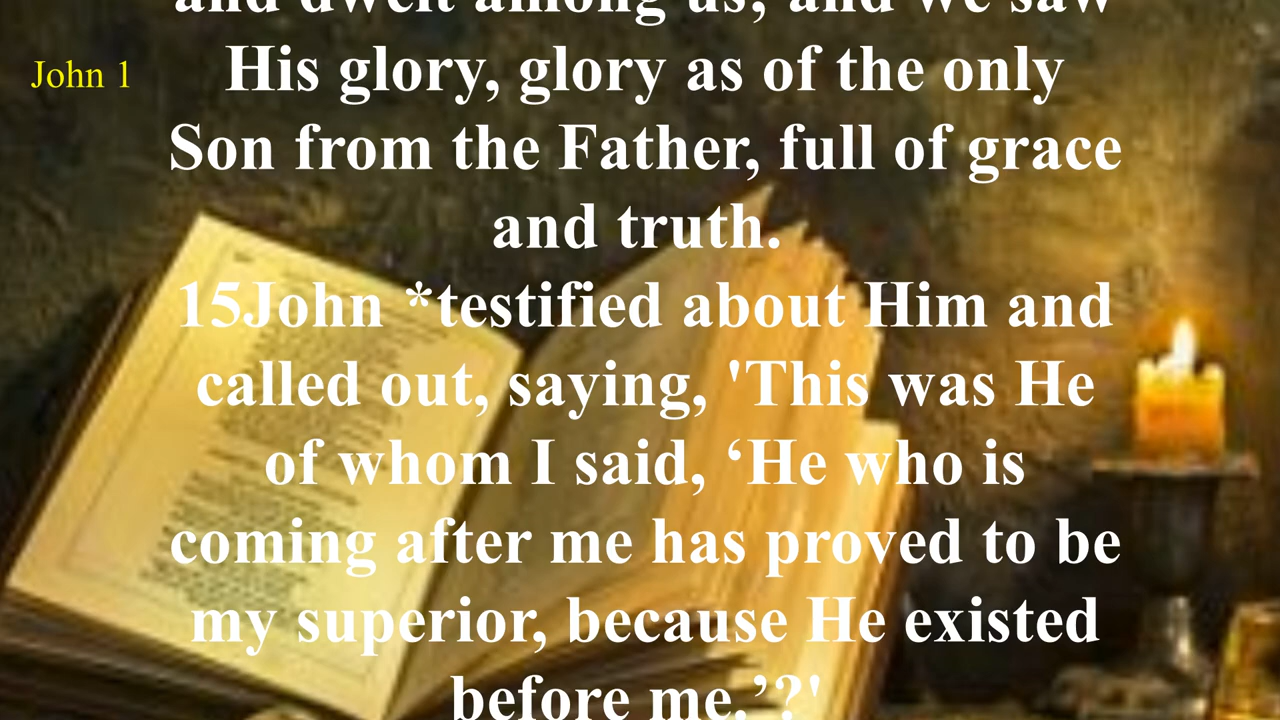 and dwelt among us; and we saw
John 1
His glory, glory as of the only
Son from the Father, full of grace
and truth.
15John *testified about Him and
called out, saying, 'This was He
of whom I said, ‘He who is
coming after me has proved to be
my superior, because He existed
before me.’?'